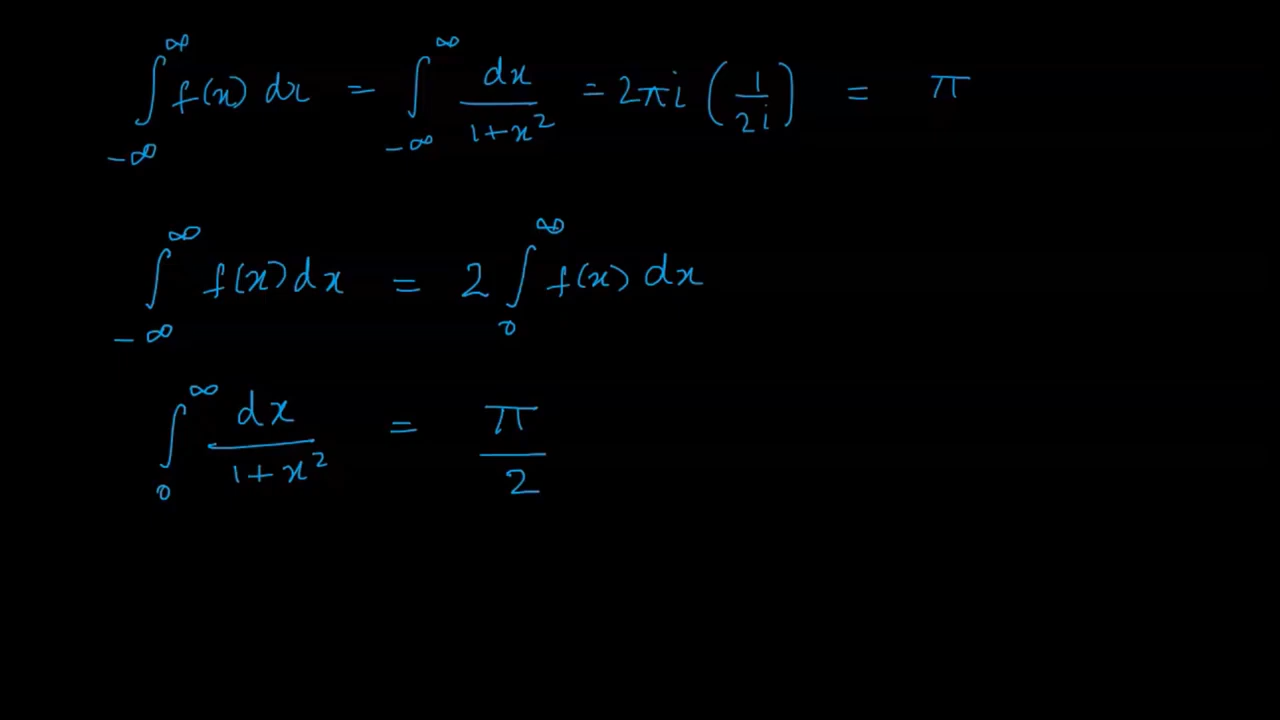 ∫_{-∞}^{∞} f(x) dx = ∫_{-∞}^{∞} dx/(1+x²) = 2πi (1/2i) = π
∫_{-∞}^{∞} f(x) dx = 2 ∫_{0}^{∞} f(x) dx
∫_{0}^{∞} dx/(1+x²) = π/2